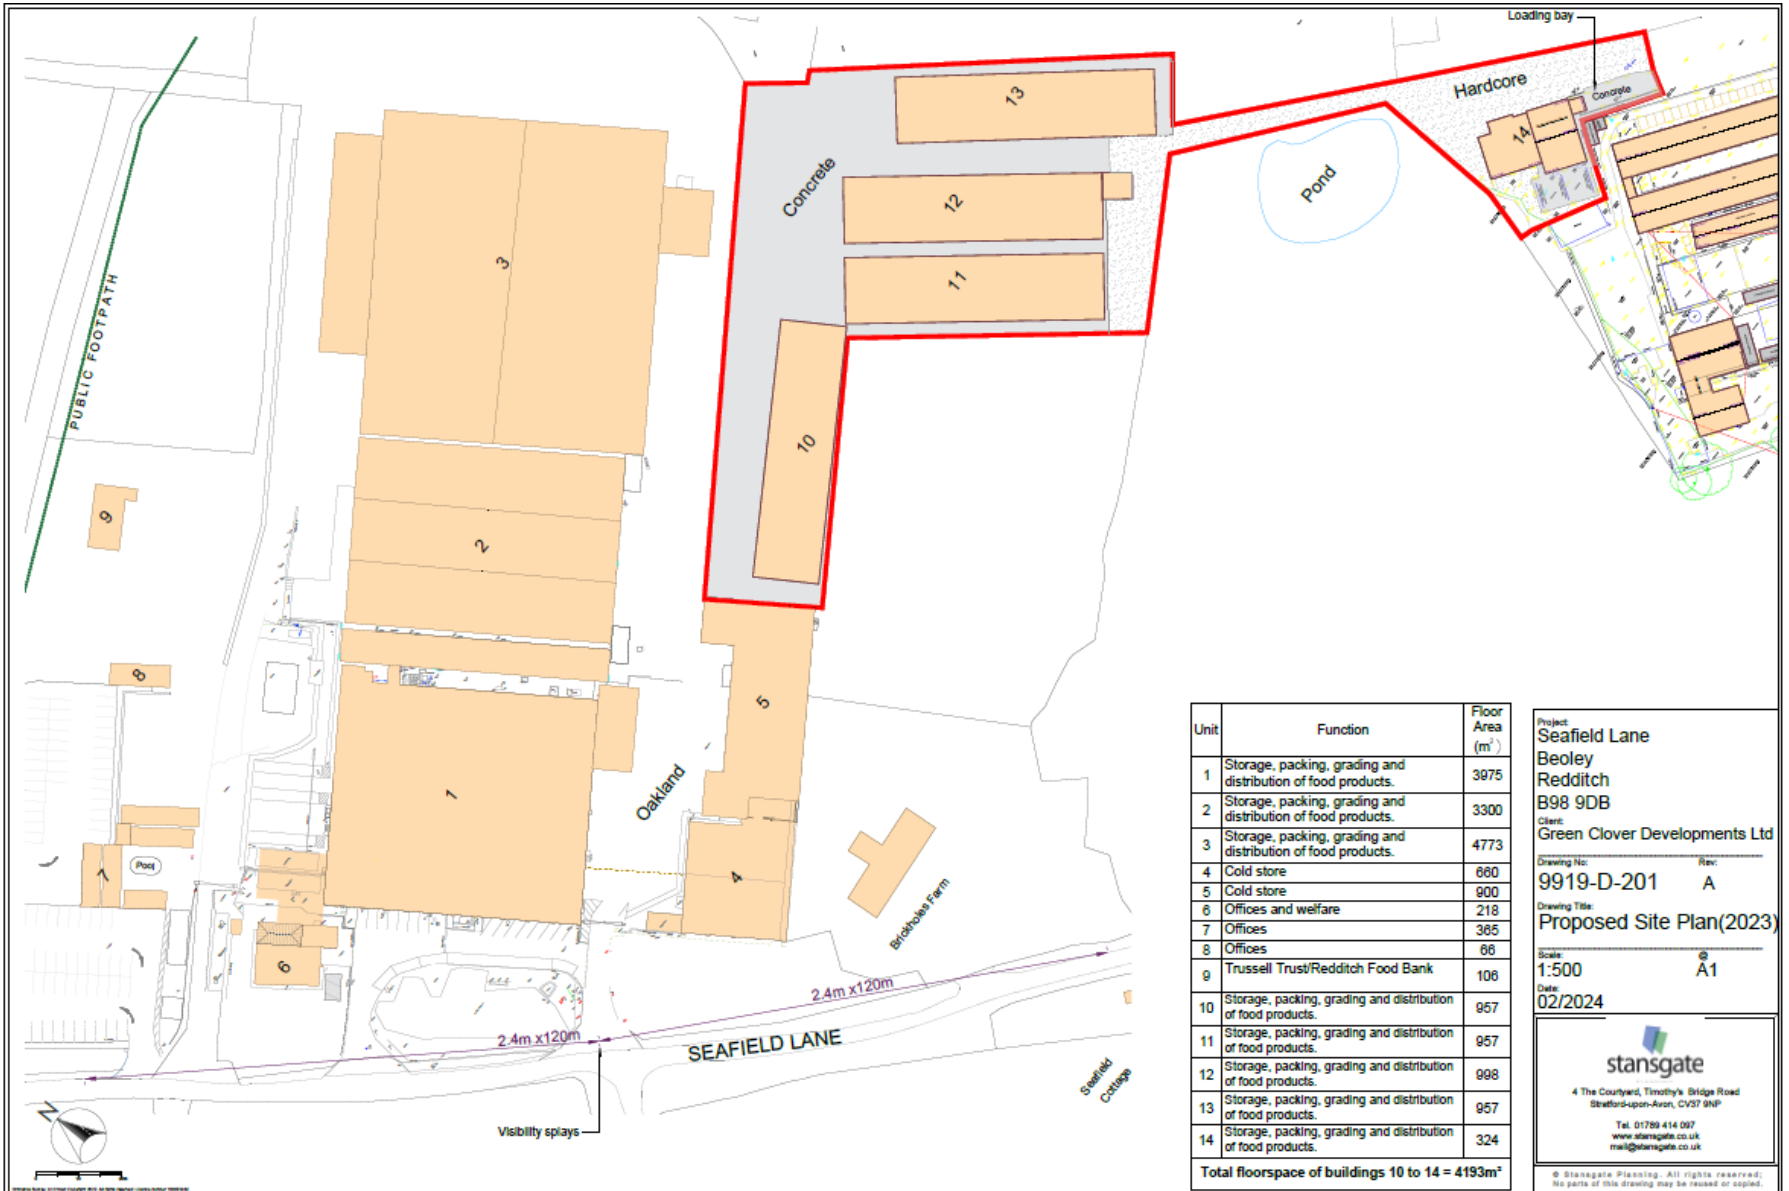 Loading bay
Hardcore
Concrete
13
14
Concrete
12
Pond
11
3
PUBLIC FOOTPATH
10
9
2
8
5
1
Oakland
4
7
Pool
Brickholes Farm
6
2.4m x120m
2.4m x120m
SEAFIELD LANE
Seafield
Cottage
Visibility splays
N
Unit Function Floor Area (m²)
1 Storage, packing, grading and
distribution of food products. 3975
2 Storage, packing, grading and
distribution of food products. 3300
3 Storage, packing, grading and
distribution of food products. 4773
4 Cold store 660
5 Cold store 900
6 Offices and welfare 218
7 Offices 365
8 Offices 66
9 Trussell Trust/Redditch Food Bank 106
10 Storage, packing, grading and distribution
of food products. 957
11 Storage, packing, grading and distribution
of food products. 957
12 Storage, packing, grading and distribution
of food products. 998
13 Storage, packing, grading and distribution
of food products. 957
14 Storage, packing, grading and distribution
of food products. 324
Total floorspace of buildings 10 to 14 = 4193m²
Project:
Seafield Lane
Beoley
Redditch
B98 9DB
Client:
Green Clover Developments Ltd
Drawing No: Rev:
9919-D-201 A
Drawing Title:
Proposed Site Plan(2023)
Scale: @
1:500 A1
Date:
02/2024
stansgate
4 The Courtyard, Timothy's Bridge Road
Stratford-upon-Avon, CV37 9NP
Tel. 01789 414 097
www.stansgate.co.uk
mail@stansgate.co.uk
© Stansgate Planning. All rights reserved;
No parts of this drawing may be reused or copied.